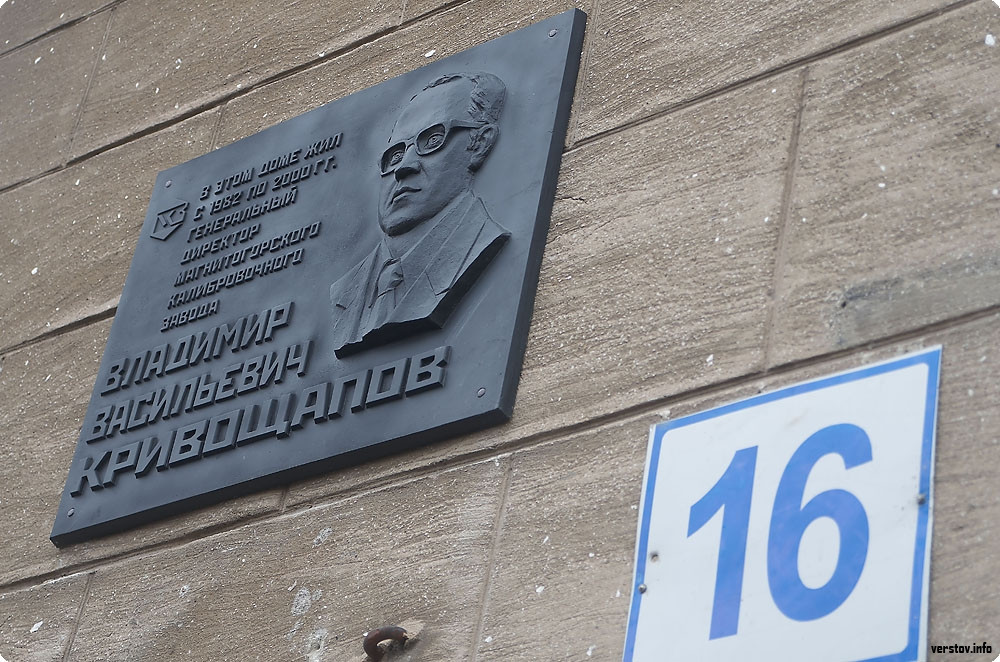 В ЭТОМ ДОМЕ ЖИЛ
С 1982 ПО 2000 ГГ.
ГЕНЕРАЛЬНЫЙ
ДИРЕКТОР
МАГНИТОГОРСКОГО
КАЛИБРОВОЧНОГО
ЗАВОДА
ВЛАДИМИР
ВАСИЛЬЕВИЧ
КРИВОЩАПОВ
16
verstov.info